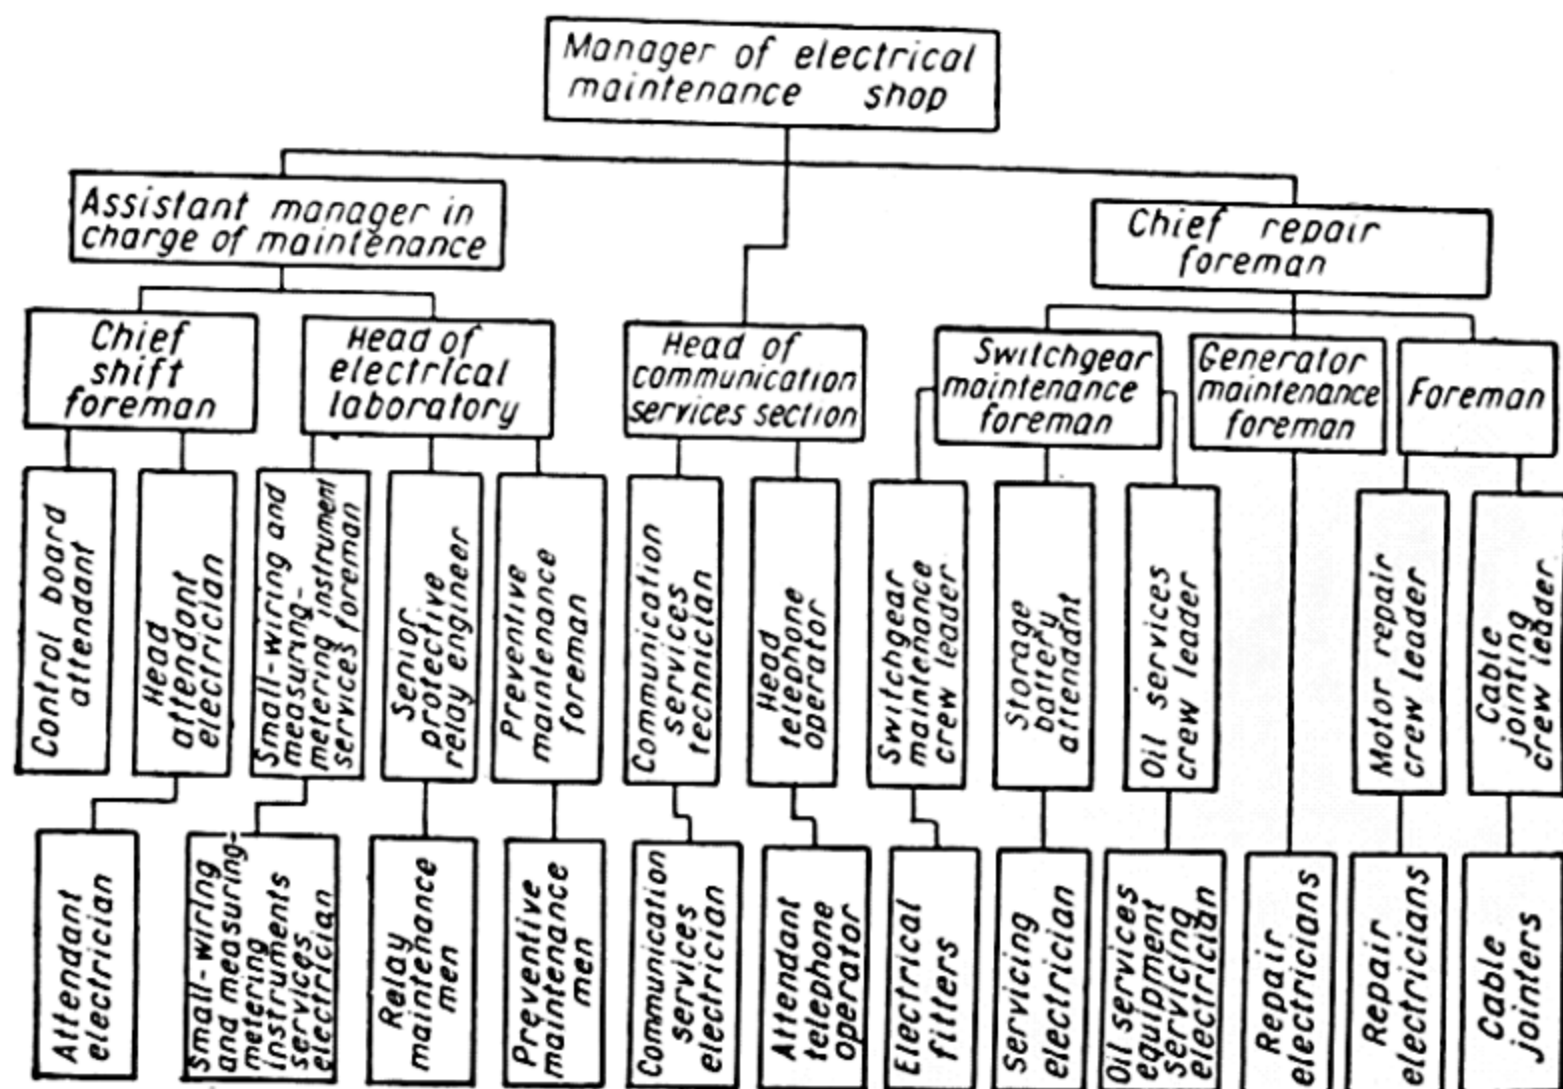 Manager of electrical
maintenance shop
Assistant manager in
charge of maintenance
Chief repair
foreman
Chief
shift
foreman
Head of
electrical
laboratory
Head of
communication
services section
Switchgear
maintenance
foreman
Generator
maintenance
foreman
Foreman
Control board
attendant
Head
attendont
electrician
Small-wiring and
measuring-
metering instrument
services foreman
Senior
protective
relay engineer
Preventive
maintenance
foreman
Communication
services
technician
Head
telephone
operator
Switchgear
maintenance
crew leader
Storage
battery
attendant
Oil services
crew leader
Motor repair
crew leader
Cable
jointing
crew leader
Attendant
electrician
Small-wiring
and measuring-
metering
instruments
services
electrician
Relay
maintenance
men
Preventive
maintenance
men
Communication
services
electrician
Attendant
telephone
operator
Electrical
fitters
Servicing
electrician
Oil services
equipment
servicing
electrician
Repair
electricians
Repair
electricians
Cable
jointers